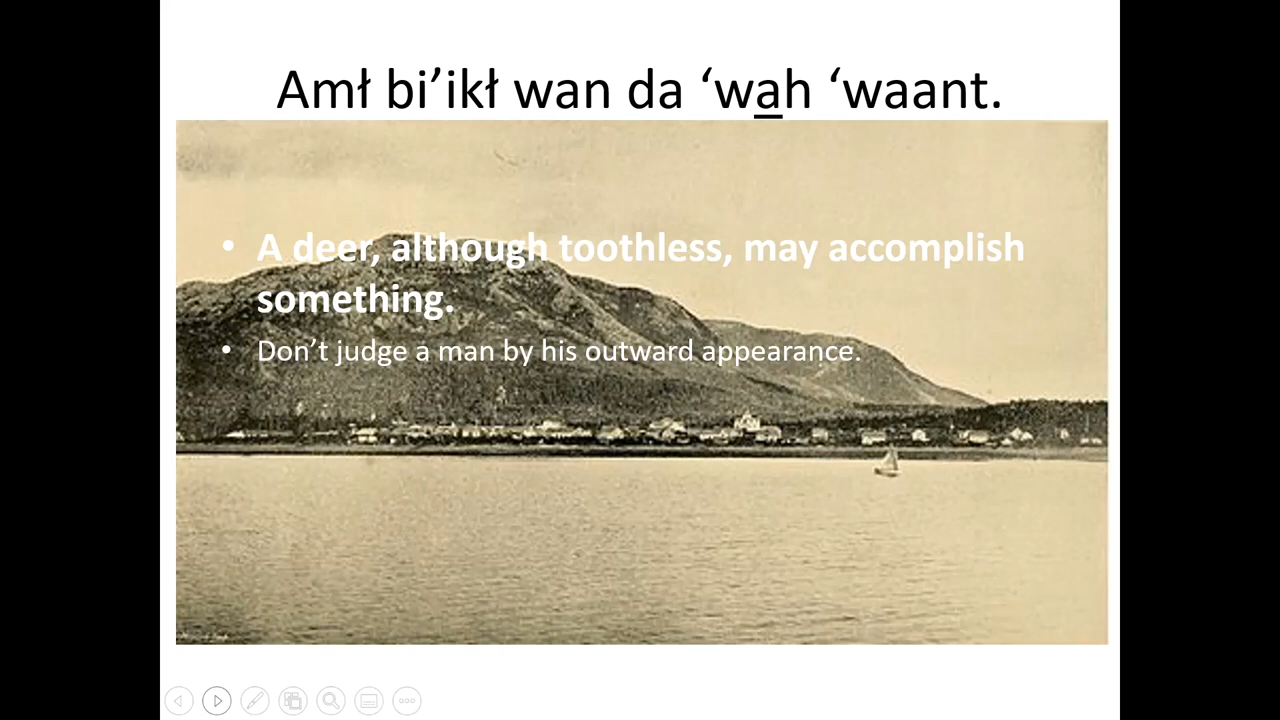 Amł bi’ikł wan da ‘wa̱h ‘waant.
• A deer, although toothless, may accomplish
something.
• Don’t judge a man by his outward appearance.